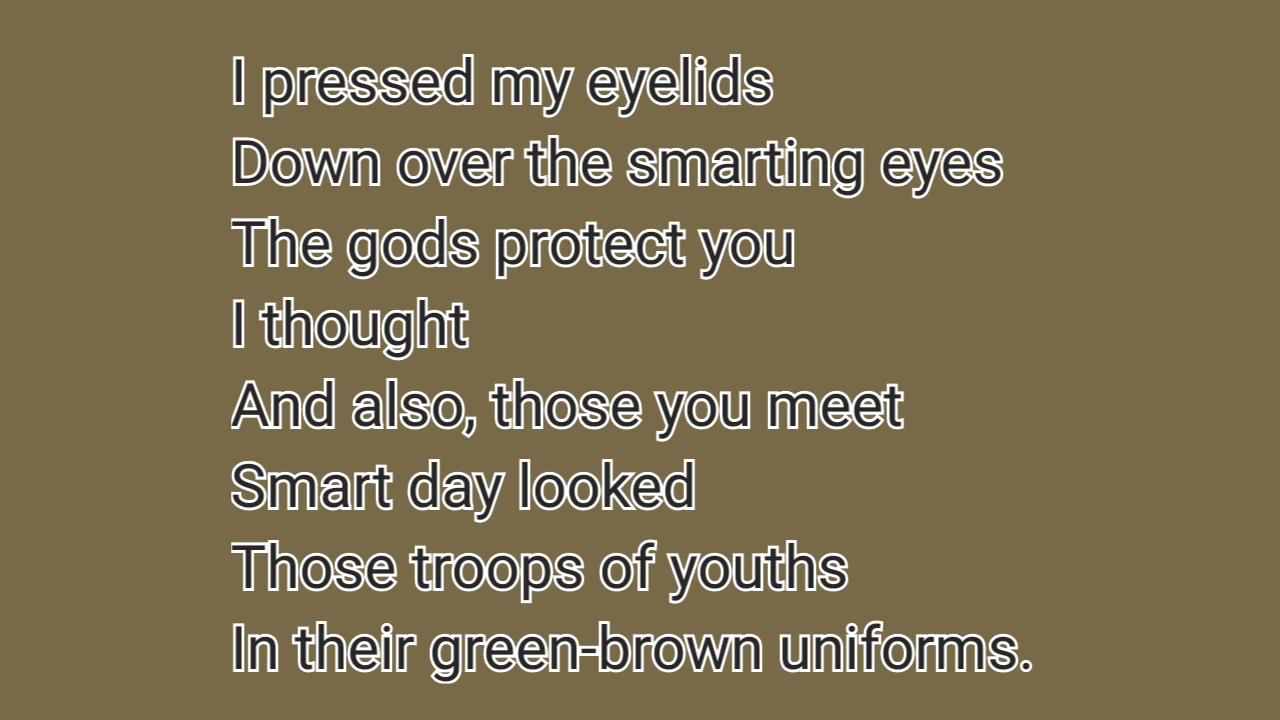 I pressed my eyelids
Down over the smarting eyes
The gods protect you
I thought
And also, those you meet
Smart day looked
Those troops of youths
In their green-brown uniforms.